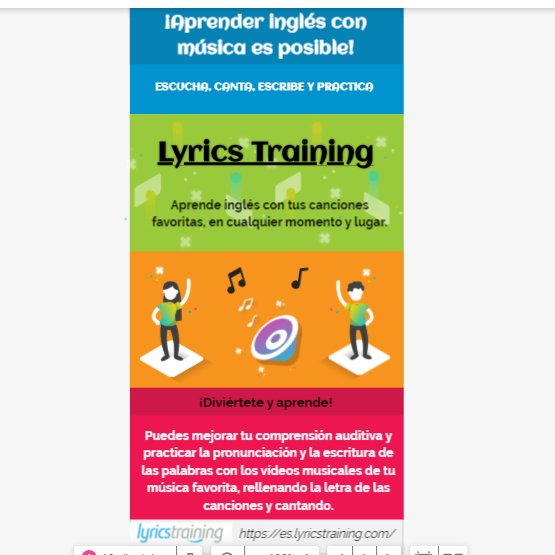 ¡Aprender inglés con
música es posible!
ESCUCHA, CANTA, ESCRIBE Y PRACTICA
Lyrics Training
Aprende inglés con tus canciones
favoritas, en cualquier momento y lugar.
¡Diviértete y aprende!
Puedes mejorar tu comprensión auditiva y
practicar la pronunciación y la escritura de
las palabras con los vídeos musicales de tu
música favorita, rellenando la letra de las
canciones y cantando.
lyricstraining https://es.lyricstraining.com/